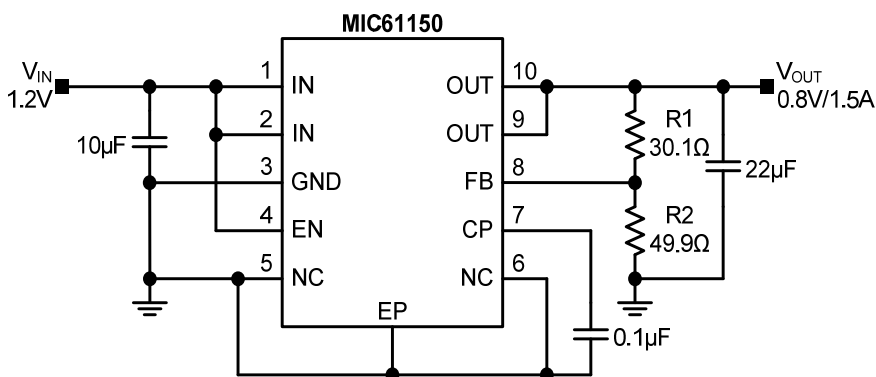 MIC61150
VIN
1.2V
10µF
1
2
3
4
5
IN
IN
GND
EN
NC
EP
OUT
OUT
FB
CP
NC
10
9
8
7
6
R1
30.1Ω
R2
49.9Ω
22µF
0.1µF
VOUT
0.8V/1.5A